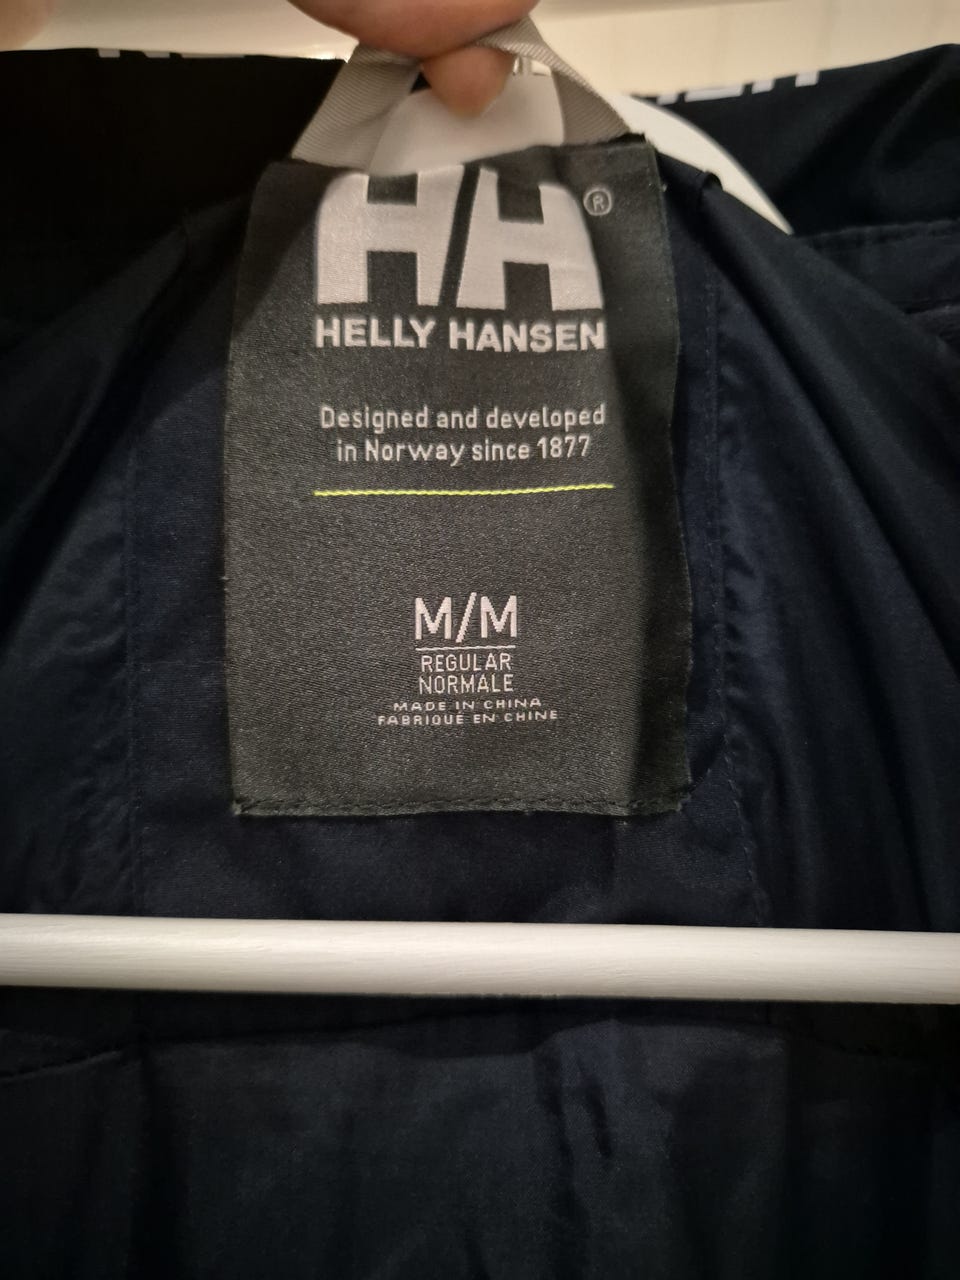 HH ®
HELLY HANSEN
Designed and developed
in Norway since 1877
M/M
REGULAR
NORMALE
MADE IN CHINA
FABRIQUÉ EN CHINE